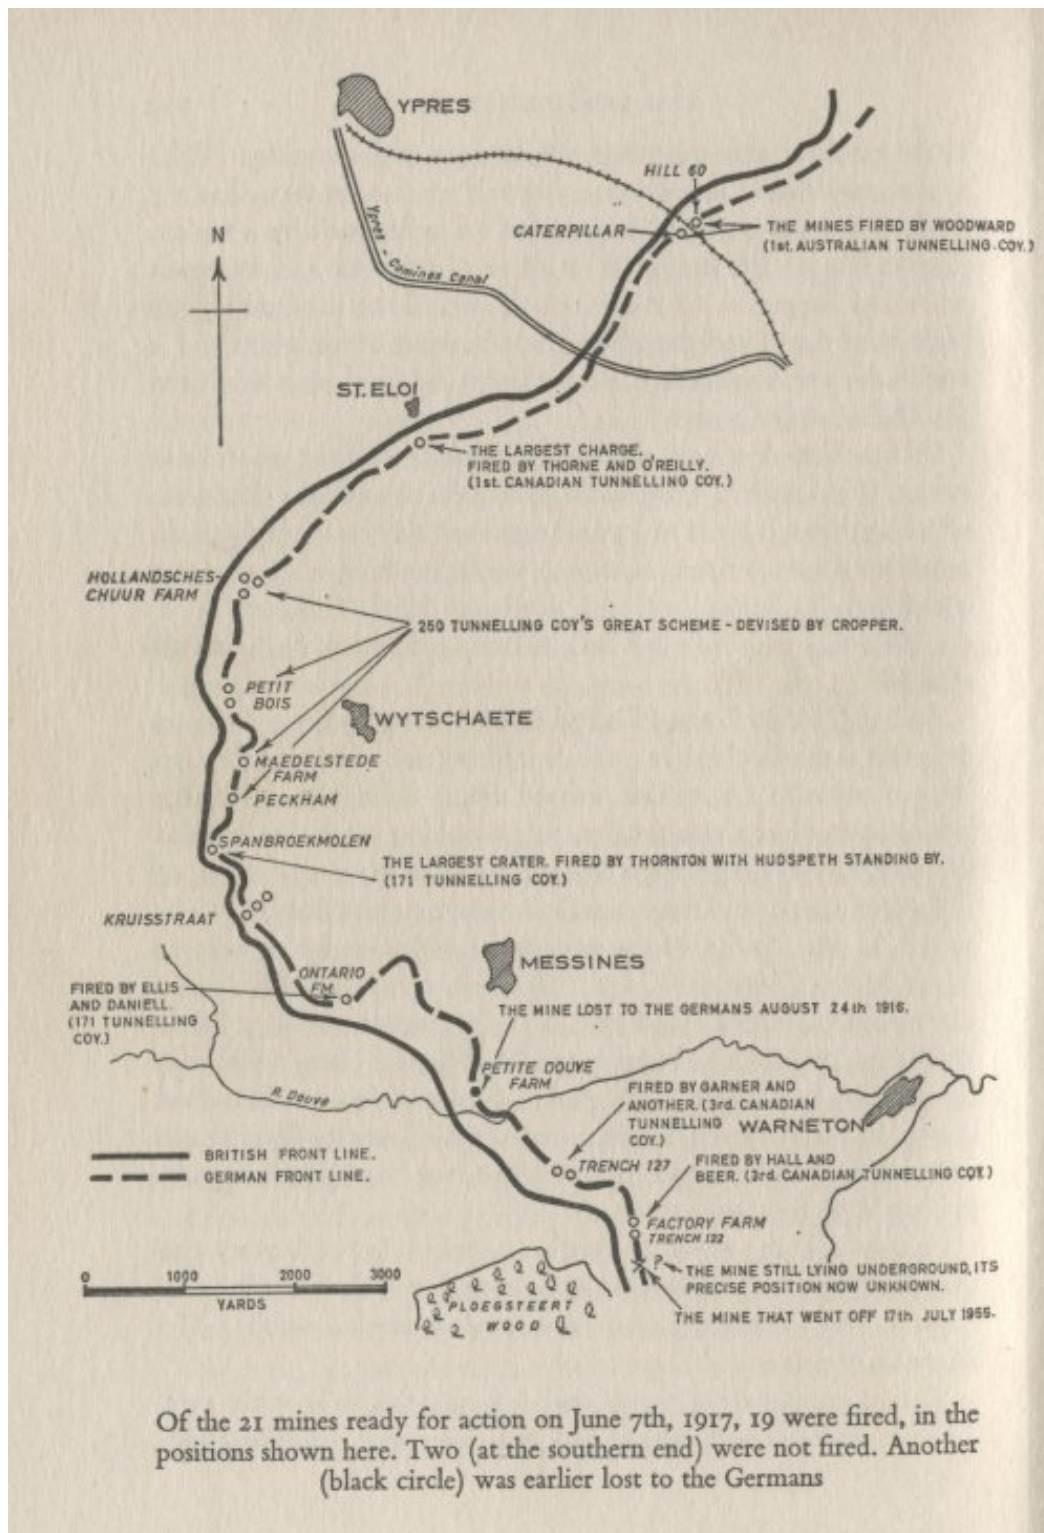 YPRES
HILL 60
CATERPILLAR
THE MINES FIRED BY WOODWARD
(1st. AUSTRALIAN TUNNELLING COY.)
N
Ypres - Comines Canal
ST. ELOI
THE LARGEST CHARGE.
FIRED BY THORNE AND O'REILLY.
(1st. CANADIAN TUNNELLING COY.)
HOLLANDSCHES-
CHUUR FARM
250 TUNNELLING COY'S GREAT SCHEME - DEVISED BY CROPPER.
PETIT
BOIS
WYTSCHAETE
MAEDELSTEDE
FARM
PECKHAM
SPANBROEKMOLEN
THE LARGEST CRATER. FIRED BY THORNTON WITH HUDSPETH STANDING BY.
(171 TUNNELLING COY.)
KRUISSTRAAT
MESSINES
ONTARIO
FM.
FIRED BY ELLIS
AND DANIELL.
(171 TUNNELLING
COY.)
THE MINE LOST TO THE GERMANS AUGUST 24th 1916.
PETITE DOUVE
FARM
R. Douve
FIRED BY GARNER AND
ANOTHER. (3rd. CANADIAN
TUNNELLING
COY.)
WARNETON
BRITISH FRONT LINE.
GERMAN FRONT LINE.
TRENCH 127
FIRED BY HALL AND
BEER. (3rd. CANADIAN TUNNELLING COY.)
FACTORY FARM
TRENCH 122
?
THE MINE STILL LYING UNDERGROUND, ITS
PRECISE POSITION NOW UNKNOWN.
THE MINE THAT WENT OFF 17th JULY 1955.
0 1000 2000 3000
YARDS
PLOEGSTEERT
WOOD
Of the 21 mines ready for action on June 7th, 1917, 19 were fired, in the
positions shown here. Two (at the southern end) were not fired. Another
(black circle) was earlier lost to the Germans